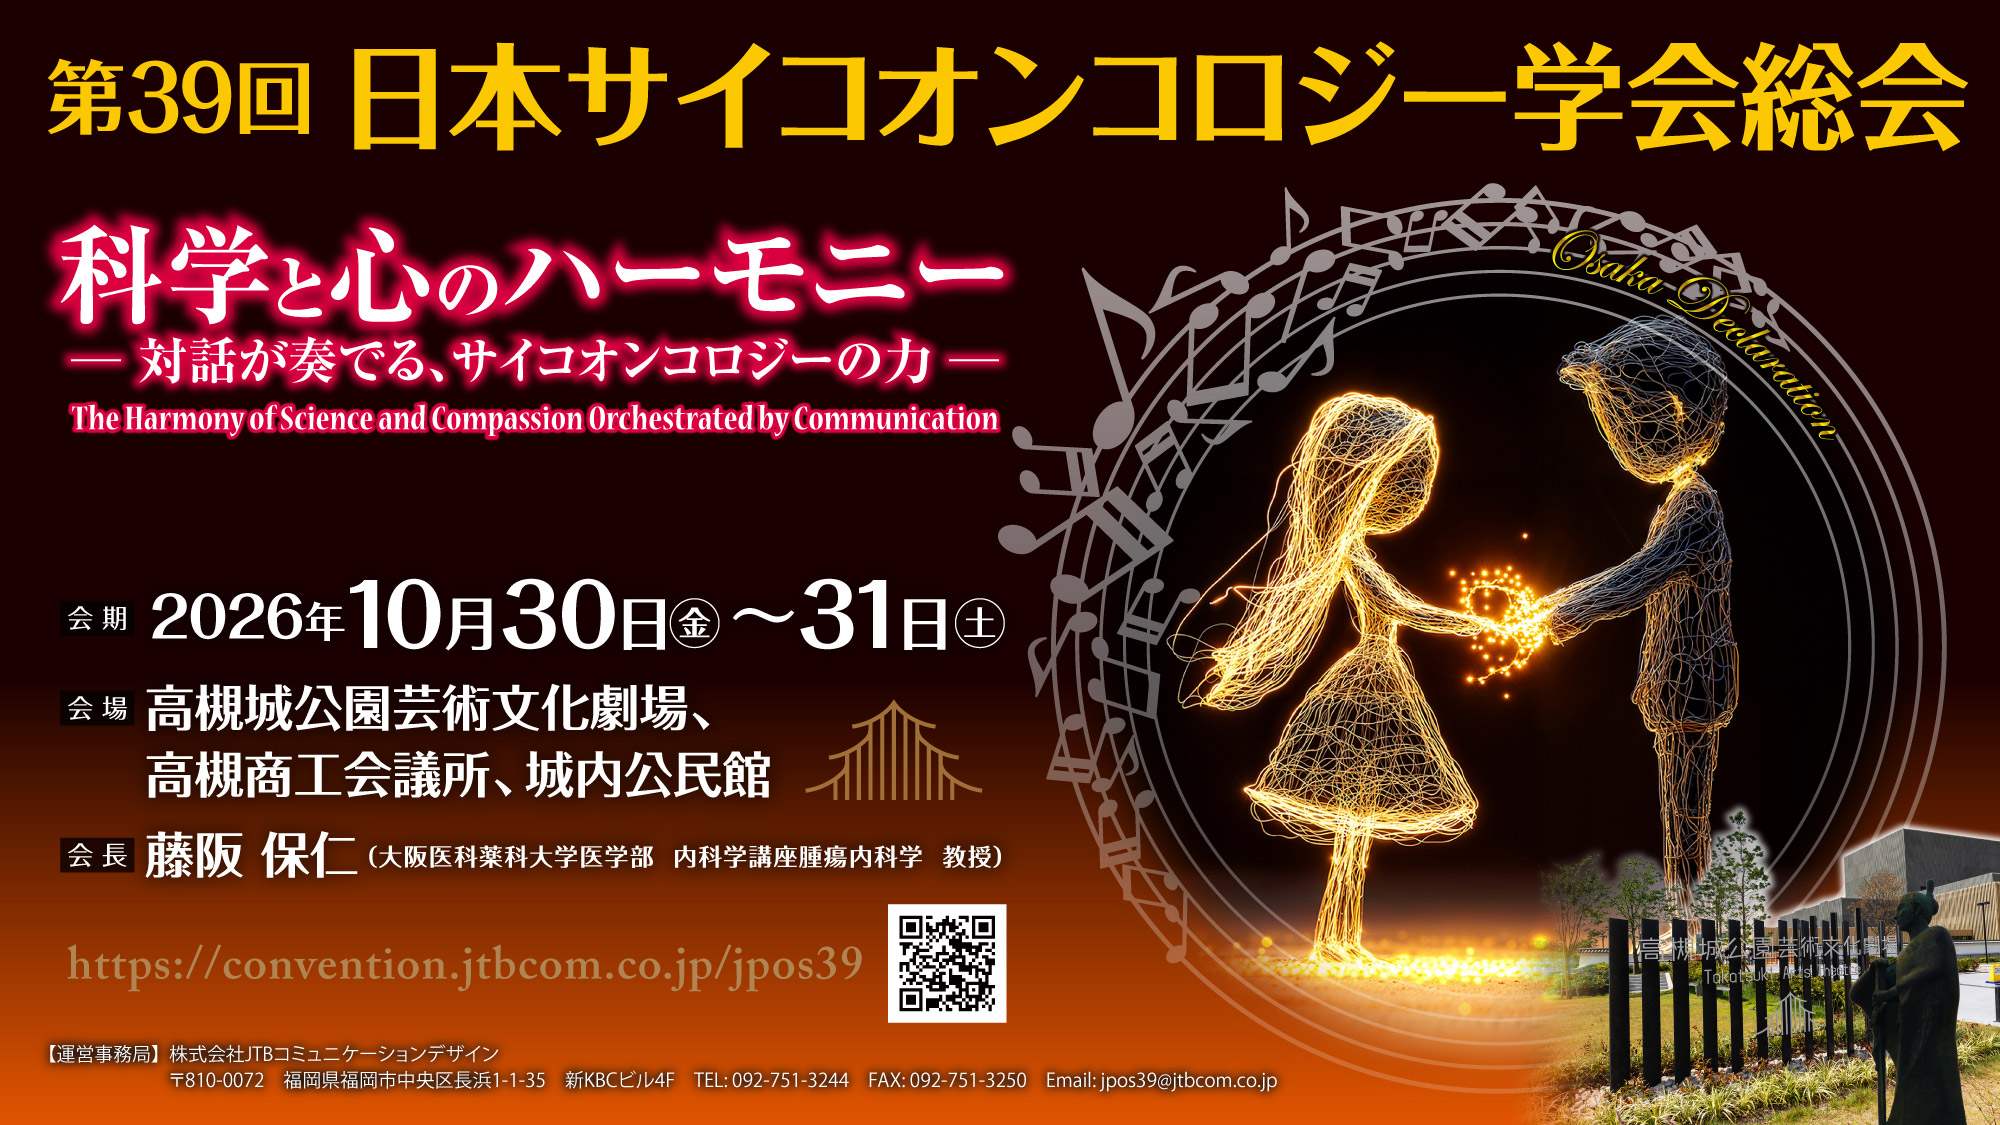 第39回 日本サイコオンコロジー学会総会
科学と心のハーモニー
― 対話が奏でる、サイコオンコロジーの力 ―
The Harmony of Science and Compassion Orchestrated by Communication
Osaka Declaration
会期 2026年10月30日㊎～31日㊏
会場 高槻城公園芸術文化劇場、
高槻商工会議所、城内公民館
会長 藤阪 保仁（大阪医科薬科大学医学部 内科学講座腫瘍内科学 教授）
https://convention.jtbcom.co.jp/jpos39
高槻城公園芸術文化劇場
Takatsuki Arts Theatre
【運営事務局】株式会社JTBコミュニケーションデザイン
〒810-0072 福岡県福岡市中央区長浜1-1-35 新KBCビル4F TEL: 092-751-3244 FAX: 092-751-3250 Email: jpos39@jtbcom.co.jp